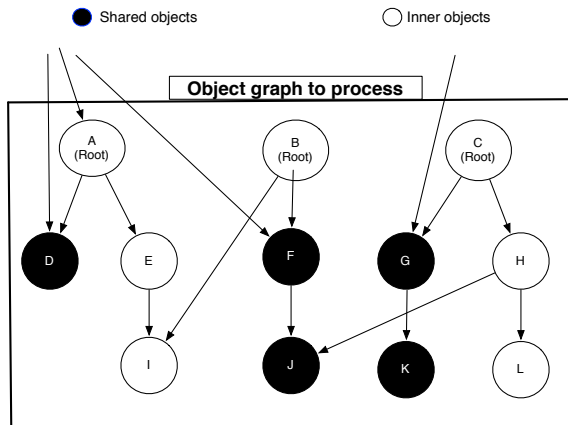 Shared objects
Inner objects
Object graph to process
A
(Root)
B
(Root)
C
(Root)
D
E
F
G
H
I
J
K
L